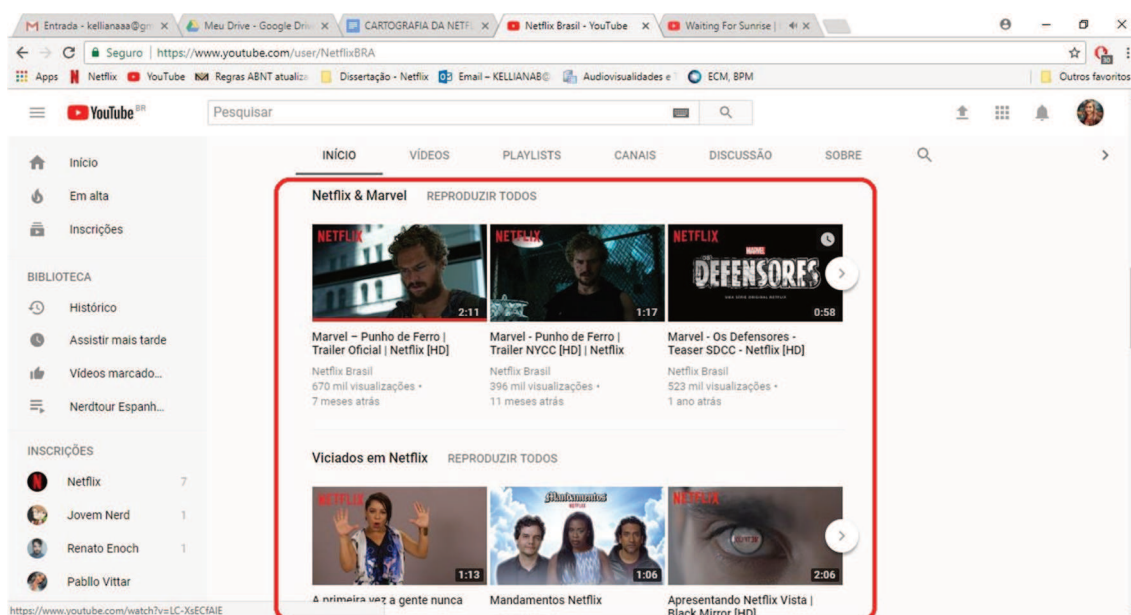 Entrada - kellianaaa@gm
Meu Drive - Google Driv
CARTOGRAFIA DA NETFL
Netflix Brasil - YouTube
Waiting For Sunrise |
Seguro | https://www.youtube.com/user/NetflixBRA
Apps Netflix YouTube Regras ABNT atualiz Dissertação - Netflix Email – KELLIANAB© Audiovisualidades e ECM, BPM Outros favoritos
YouTube BR
Pesquisar
INÍCIO VÍDEOS PLAYLISTS CANAIS DISCUSSÃO SOBRE
Início
Em alta
Inscrições
BIBLIOTECA
Histórico
Assistir mais tarde
Vídeos marcado...
Nerdtour Espanh...
INSCRIÇÕES
Netflix 7
Jovem Nerd 1
Renato Enoch 1
Pabllo Vittar
Netflix & Marvel REPRODUZIR TODOS
NETFLIX
2:11
Marvel – Punho de Ferro |
Trailer Oficial | Netflix [HD]
Netflix Brasil
670 mil visualizações •
7 meses atrás
NETFLIX
1:17
Marvel - Punho de Ferro |
Trailer NYCC [HD] | Netflix
Netflix Brasil
396 mil visualizações •
11 meses atrás
NETFLIX
MARVEL
OS
DEFENSORES
UMA SÉRIE ORIGINAL NETFLIX
0:58
Marvel - Os Defensores -
Teaser SDCC - Netflix [HD]
Netflix Brasil
523 mil visualizações •
1 ano atrás
Viciados em Netflix REPRODUZIR TODOS
NETFLIX
1:13
A primeira vez a gente nunca
Mandamentos
NETFLIX
1:06
Mandamentos Netflix
NETFLIX
2:06
Apresentando Netflix Vista |
Black Mirror [HD]
https://www.youtube.com/watch?v=LC-XsECfAIE